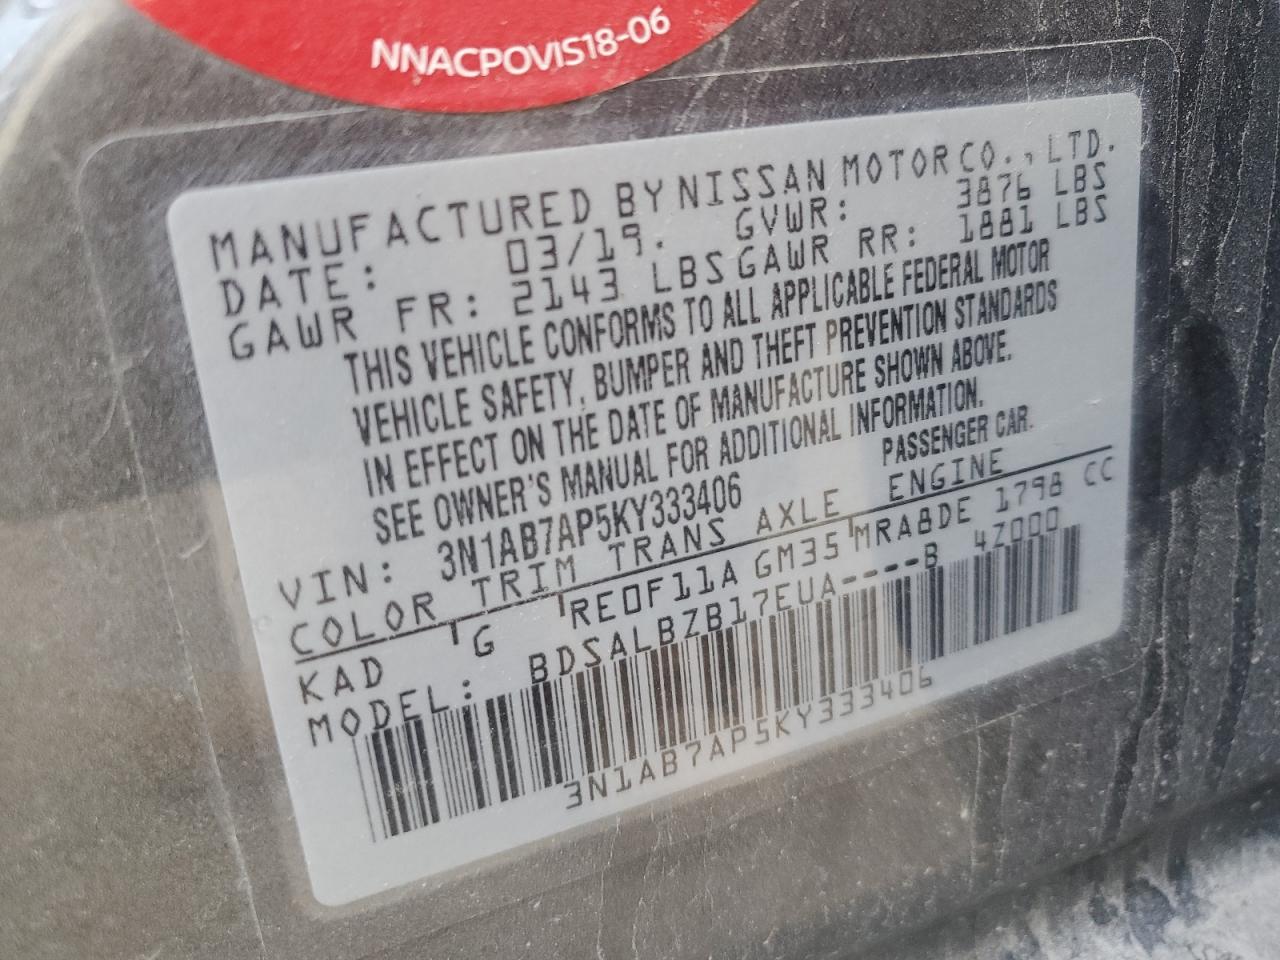 NNACPOVIS18-06
MANUFACTURED BY NISSAN MOTOR CO., LTD.
DATE: 03/19. GVWR: 3876 LBS
GAWR FR: 2143 LBS GAWR RR: 1881 LBS
THIS VEHICLE CONFORMS TO ALL APPLICABLE FEDERAL MOTOR
VEHICLE SAFETY, BUMPER AND THEFT PREVENTION STANDARDS
IN EFFECT ON THE DATE OF MANUFACTURE SHOWN ABOVE.
SEE OWNER'S MANUAL FOR ADDITIONAL INFORMATION.
VIN: 3N1AB7AP5KY333406 PASSENGER CAR.
COLOR TRIM TRANS AXLE ENGINE
KAD G RE0F11A GM35 MRA8DE 1798 CC
MODEL: BDSALBZB17EUA----B 4Z000
3N1AB7AP5KY333406